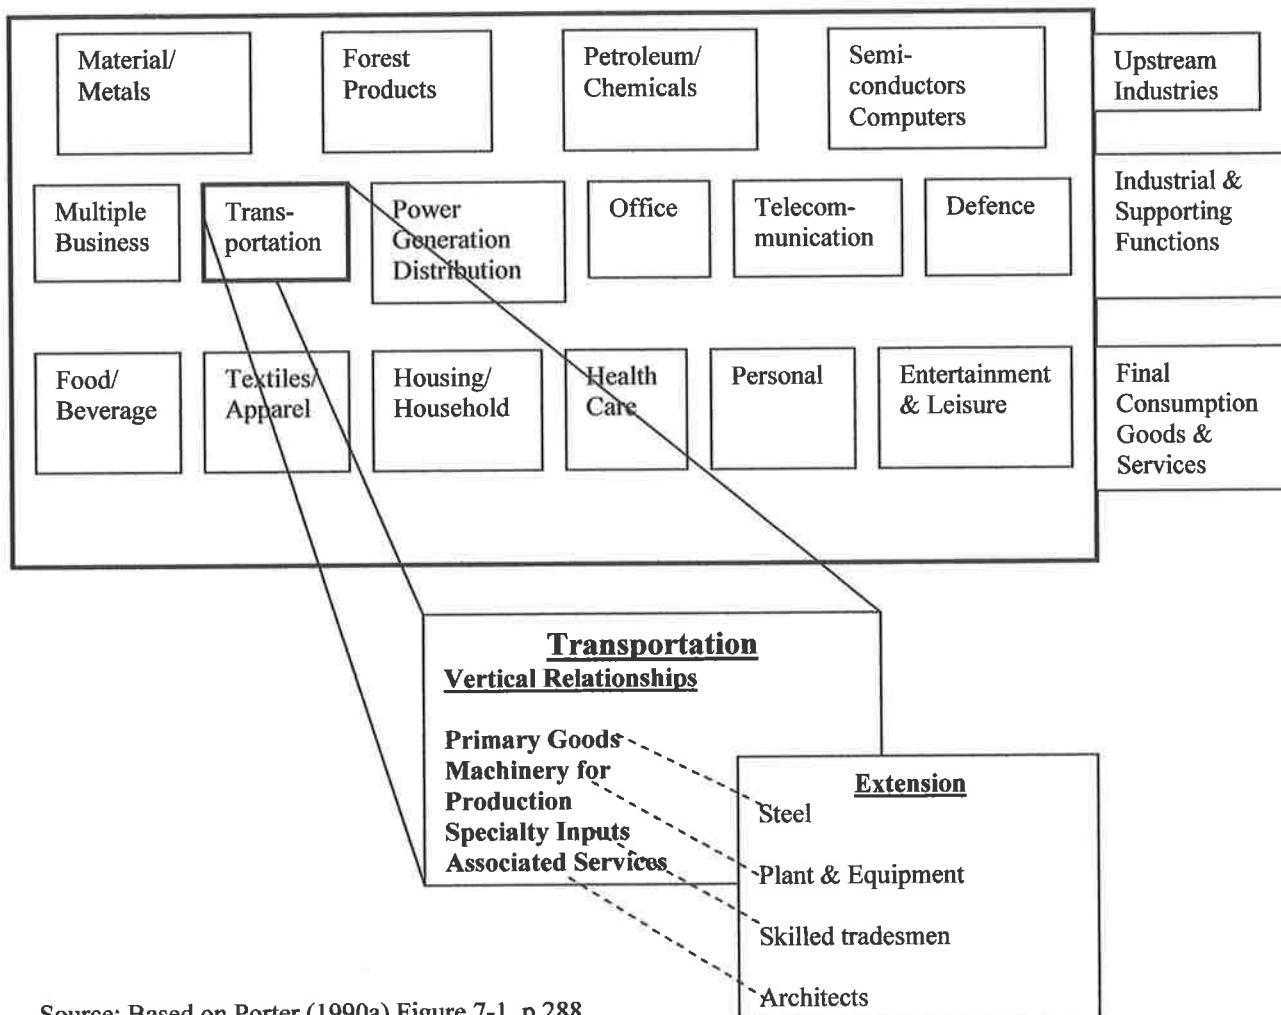 Material/
Metals
Forest
Products
Petroleum/
Chemicals
Semi-
conductors
Computers
Upstream
Industries
Multiple
Business
Trans-
portation
Power
Generation
Distribution
Office
Telecom-
munication
Defence
Industrial &
Supporting
Functions
Food/
Beverage
Textiles/
Apparel
Housing/
Household
Health
Care
Personal
Entertainment
& Leisure
Final
Consumption
Goods &
Services
Transportation
Vertical Relationships
Primary Goods
Machinery for
Production
Specialty Inputs
Associated Services
Extension
Steel
Plant & Equipment
Skilled tradesmen
Architects
Source: Based on Porter (1990a) Figure 7-1, p.288